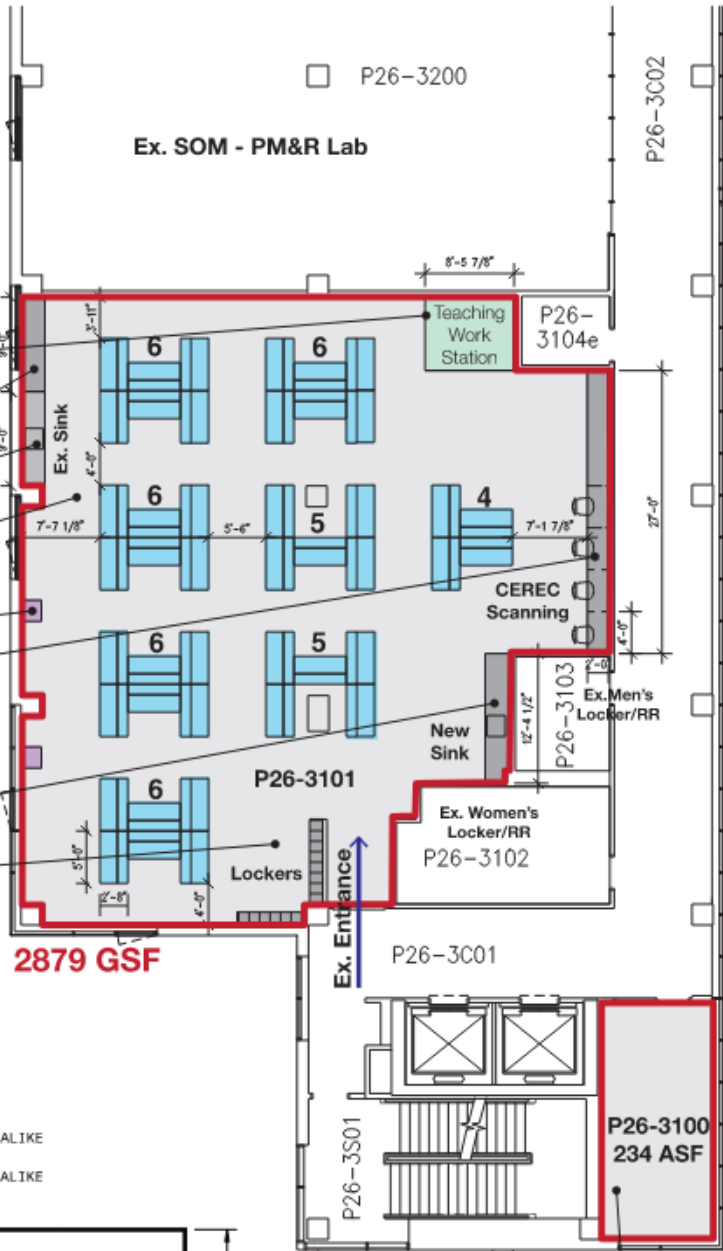 P26-3200
P26-3C02
Ex. SOM - PM&R Lab
8'-5 7/8"
3'-11"
Teaching
Work
Station
P26-
3104e
6
6
Ex. Sink
9'-0"
4'-0"
6
5
4
7'-7 1/8"
5'-6"
7'-1 7/8"
27'-0"
CEREC
Scanning
4'-0"
6
5
2'-0"
Ex.Men's
Locker/RR
P26-3103
12'-4 1/2"
New
Sink
P26-3101
6
Ex. Women's
Locker/RR
P26-3102
5'-0"
Lockers
4'-0"
Ex. Entrance
2879 GSF
P26-3C01
P26-3S01
P26-3100
234 ASF
ALIKE
ALIKE